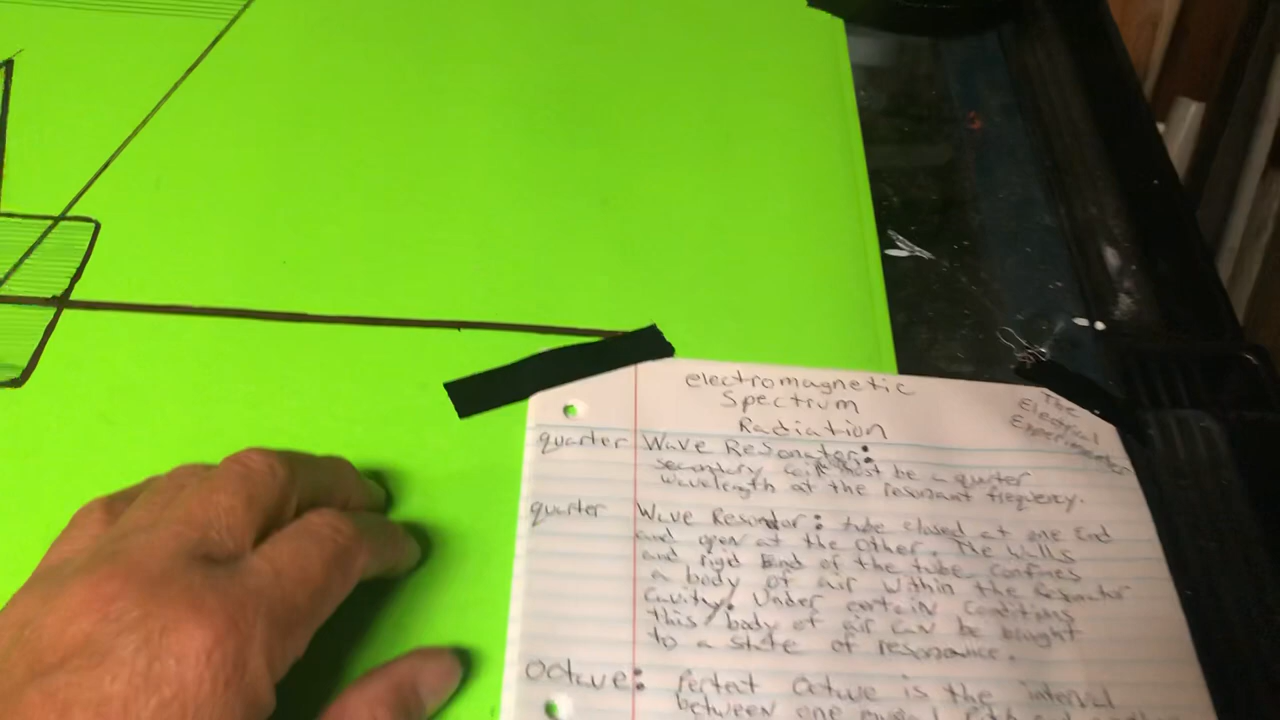 electromagnetic
Spectrum
Radiation
The
Electrical
Experimenter
quarter Wave Resonator:
secondary coil must be a quarter
wavelength at the resonant frequency.
quarter Wave Resonator: tube closed at one End
and open at the Other. The Walls
and rigid End of the tube confines
a body of air within the Resonator
Cavity. Under certain Conditions
this body of air can be brought
to a state of resonance.
Octave: Perfect Octave is the interval
between one musical